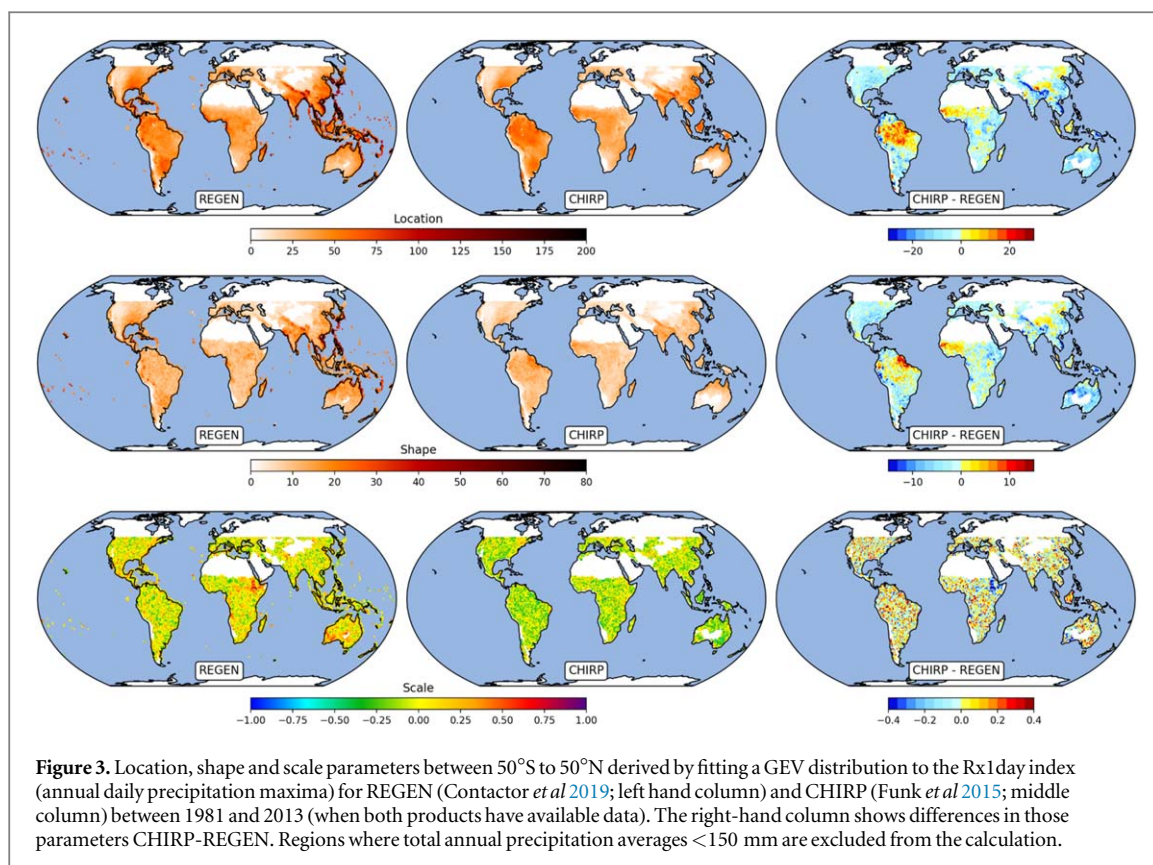 REGEN
CHIRP
CHIRP - REGEN
Location
0 25 50 75 100 125 150 175 200
−20 0 20
REGEN
CHIRP
CHIRP - REGEN
Shape
0 10 20 30 40 50 60 70 80
−10 0 10
REGEN
CHIRP
CHIRP - REGEN
Scale
−1.00 −0.75 −0.50 −0.25 0.00 0.25 0.50 0.75 1.00
−0.4 −0.2 0.0 0.2 0.4
Figure 3. Location, shape and scale parameters between 50°S to 50°N derived by fitting a GEV distribution to the Rx1day index
(annual daily precipitation maxima) for REGEN (Contactor et al 2019; left hand column) and CHIRP (Funk et al 2015; middle
column) between 1981 and 2013 (when both products have available data). The right-hand column shows differences in those
parameters CHIRP-REGEN. Regions where total annual precipitation averages <150 mm are excluded from the calculation.